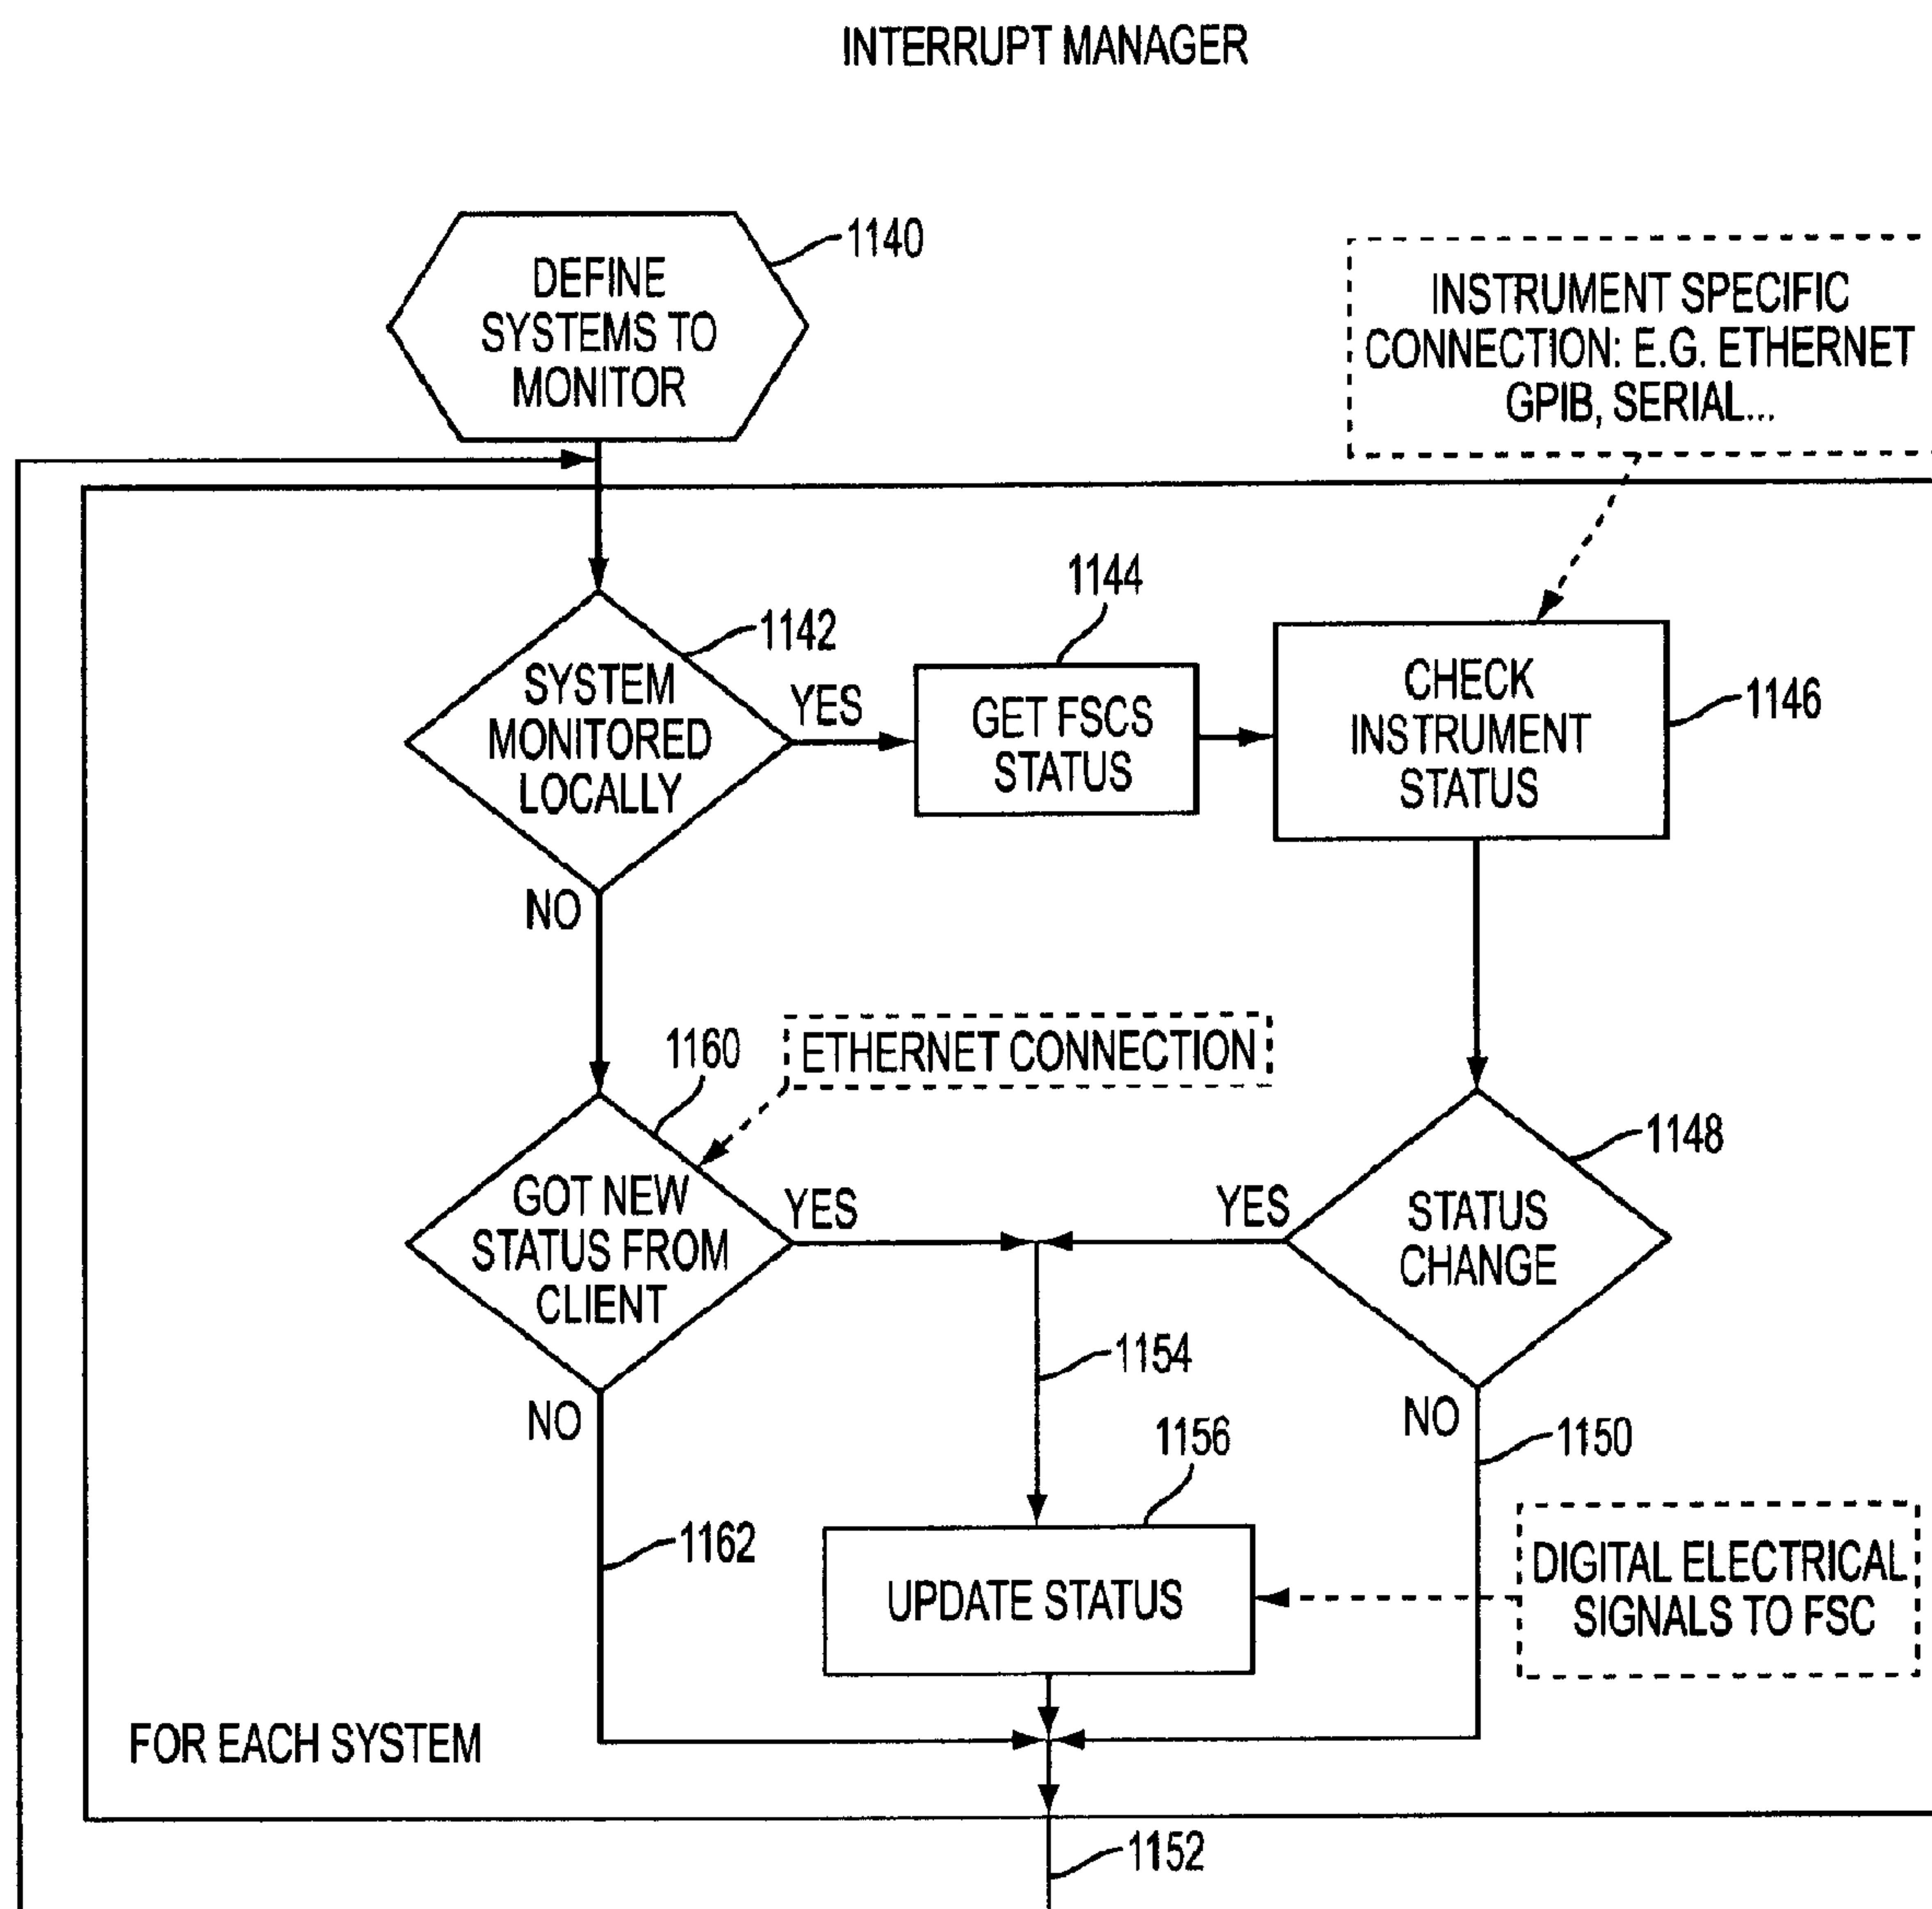 INTERRUPT MANAGER
1140
DEFINE
SYSTEMS TO
MONITOR
INSTRUMENT SPECIFIC
CONNECTION: E.G. ETHERNET
GPIB, SERIAL...
1142
SYSTEM
MONITORED
LOCALLY
YES
NO
1144
GET FSCS
STATUS
CHECK
INSTRUMENT
STATUS
1146
1160
ETHERNET CONNECTION
GOT NEW
STATUS FROM
CLIENT
YES
NO
YES
1148
STATUS
CHANGE
NO
1154
1150
1156
1162
UPDATE STATUS
DIGITAL ELECTRICAL
SIGNALS TO FSC
FOR EACH SYSTEM
1152